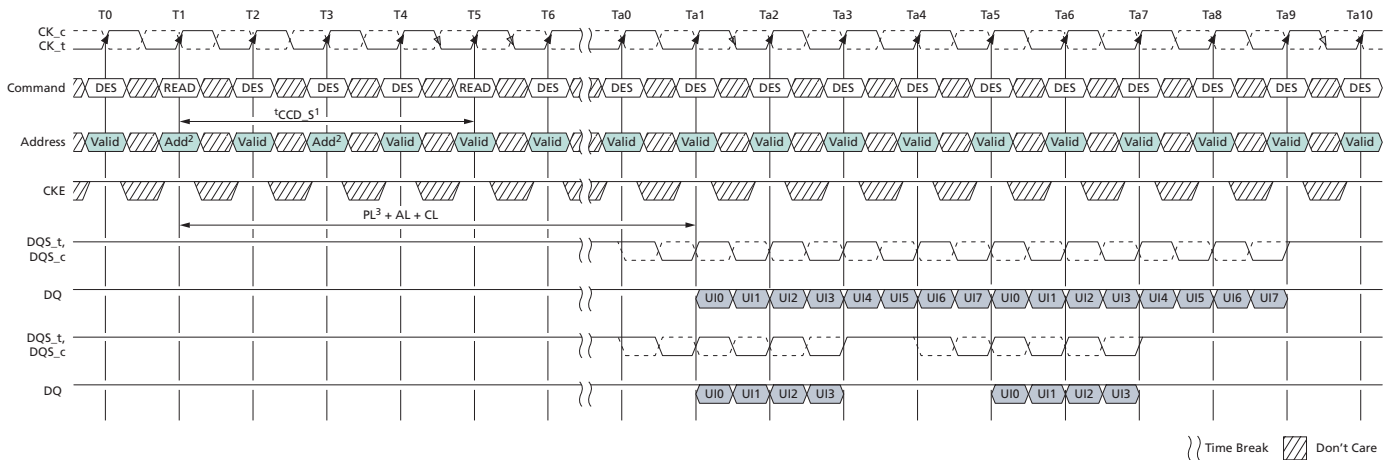 T0 T1 T2 T3 T4 T5 T6 Ta0 Ta1 Ta2 Ta3 Ta4 Ta5 Ta6 Ta7 Ta8 Ta9 Ta10
CK_c
CK_t
Command DES READ DES DES DES READ DES DES DES DES DES DES DES DES DES DES DES DES
tCCD_S1
Address Valid Add2 Valid Add2 Valid Valid Valid Valid Valid Valid Valid Valid Valid Valid Valid Valid Valid Valid
CKE
PL3 + AL + CL
DQS_t,
DQS_c
DQ UI0 UI1 UI2 UI3 UI4 UI5 UI6 UI7 UI0 UI1 UI2 UI3 UI4 UI5 UI6 UI7
DQS_t,
DQS_c
DQ UI0 UI1 UI2 UI3 UI0 UI1 UI2 UI3
Time Break Don't Care